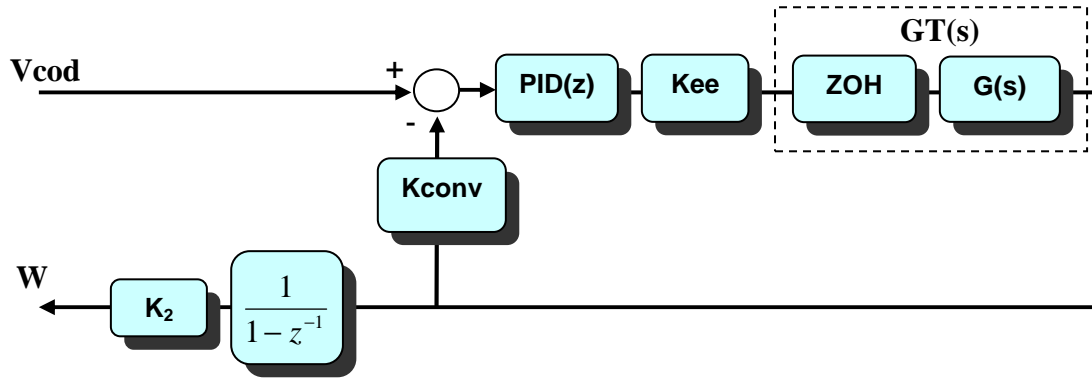 GT(s)
Vcod
+
PID(z)
Kee
ZOH
G(s)
-
Kconv
W
K₂
1
1 − z⁻¹